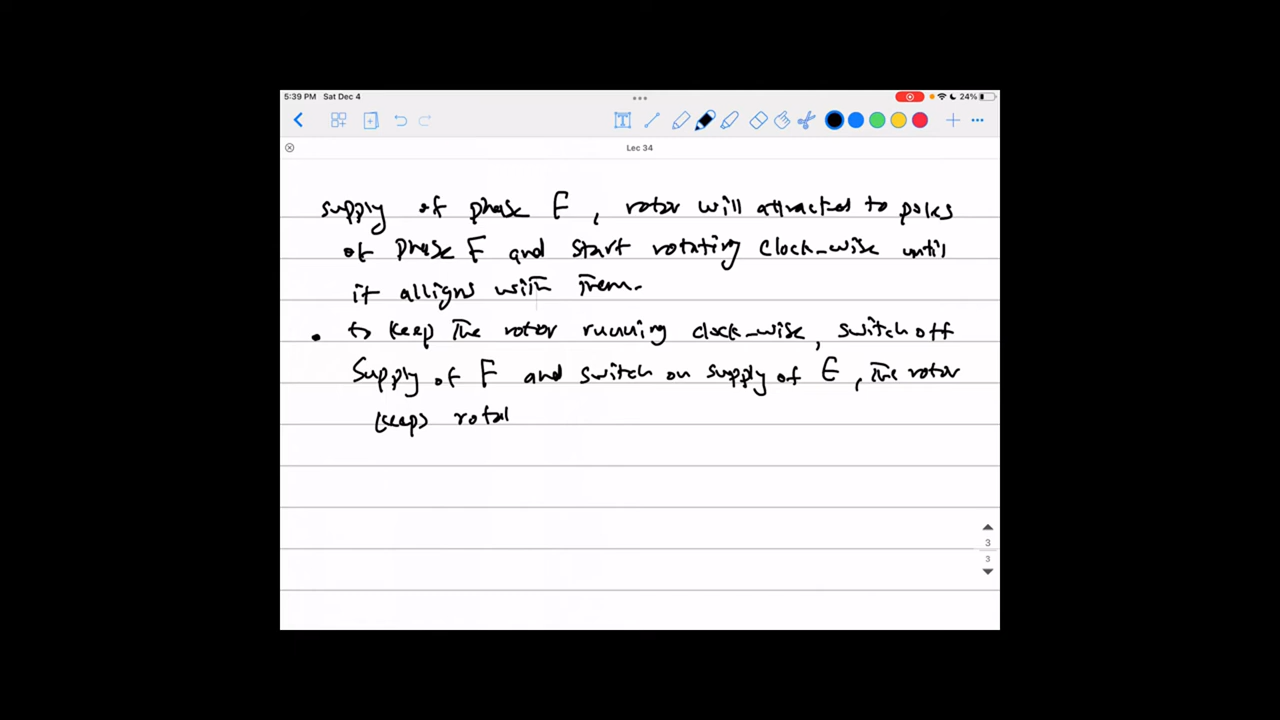 5:39 PM Sat Dec 4
24%
Lec 34
supply of phase E, rotor will attracted to poles
of phase F and start rotating clock-wise until
it alligns with them.
• to keep the rotor running clock-wise, switch off
Supply of F and switch on supply of E, the rotor
keeps rotat
3
3